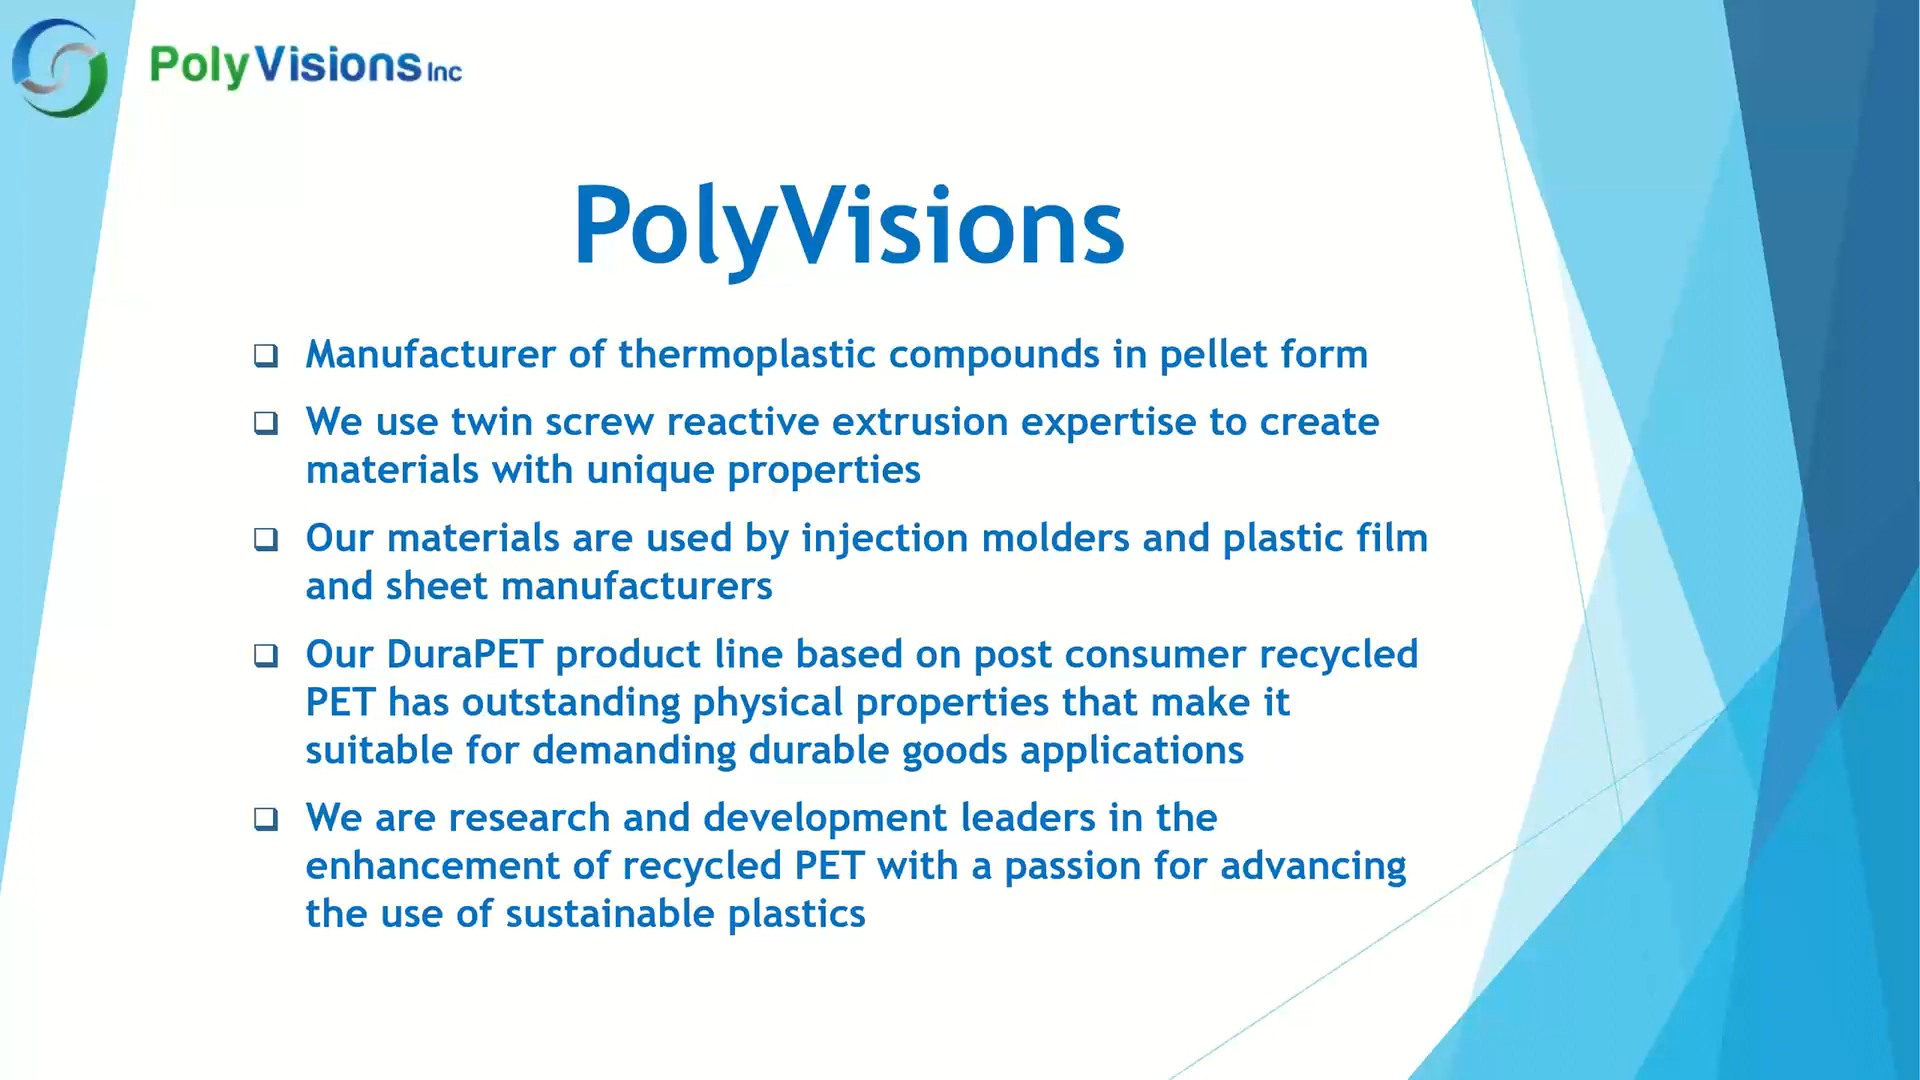 PolyVisions Inc
PolyVisions
Manufacturer of thermoplastic compounds in pellet form
We use twin screw reactive extrusion expertise to create
materials with unique properties
Our materials are used by injection molders and plastic film
and sheet manufacturers
Our DuraPET product line based on post consumer recycled
PET has outstanding physical properties that make it
suitable for demanding durable goods applications
We are research and development leaders in the
enhancement of recycled PET with a passion for advancing
the use of sustainable plastics